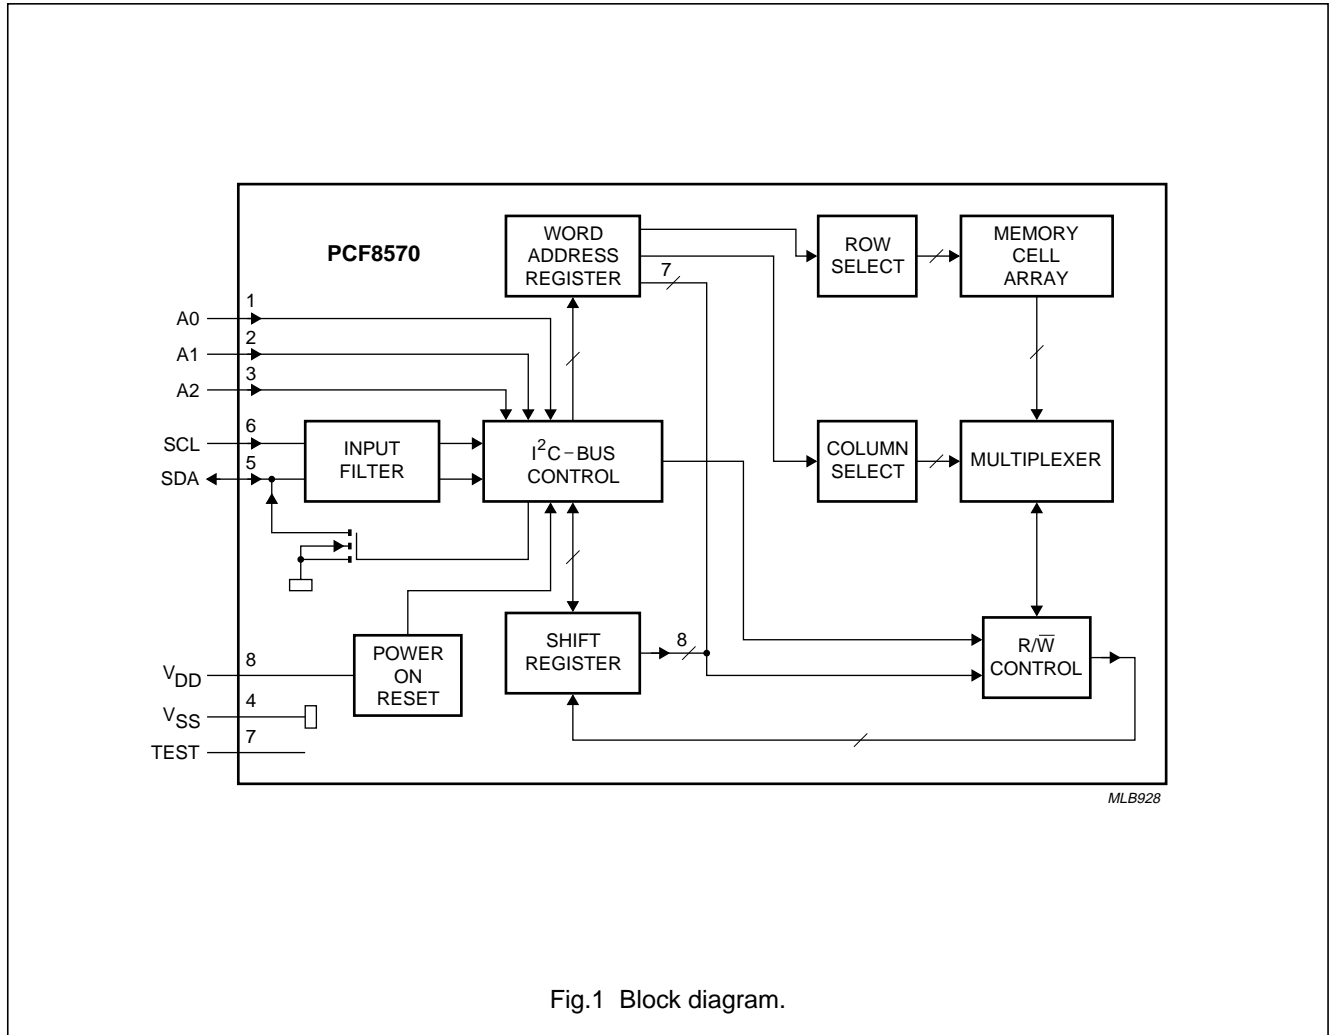 PCF8570
WORD
ADDRESS
REGISTER
ROW
SELECT
MEMORY
CELL
ARRAY
7
A0
1
A1
2
A2
3
SCL
6
SDA
5
INPUT
FILTER
I²C–BUS
CONTROL
COLUMN
SELECT
MULTIPLEXER
POWER
ON
RESET
SHIFT
REGISTER
8
R/W̅
CONTROL
VDD
8
VSS
4
TEST
7
MLB928
Fig.1 Block diagram.